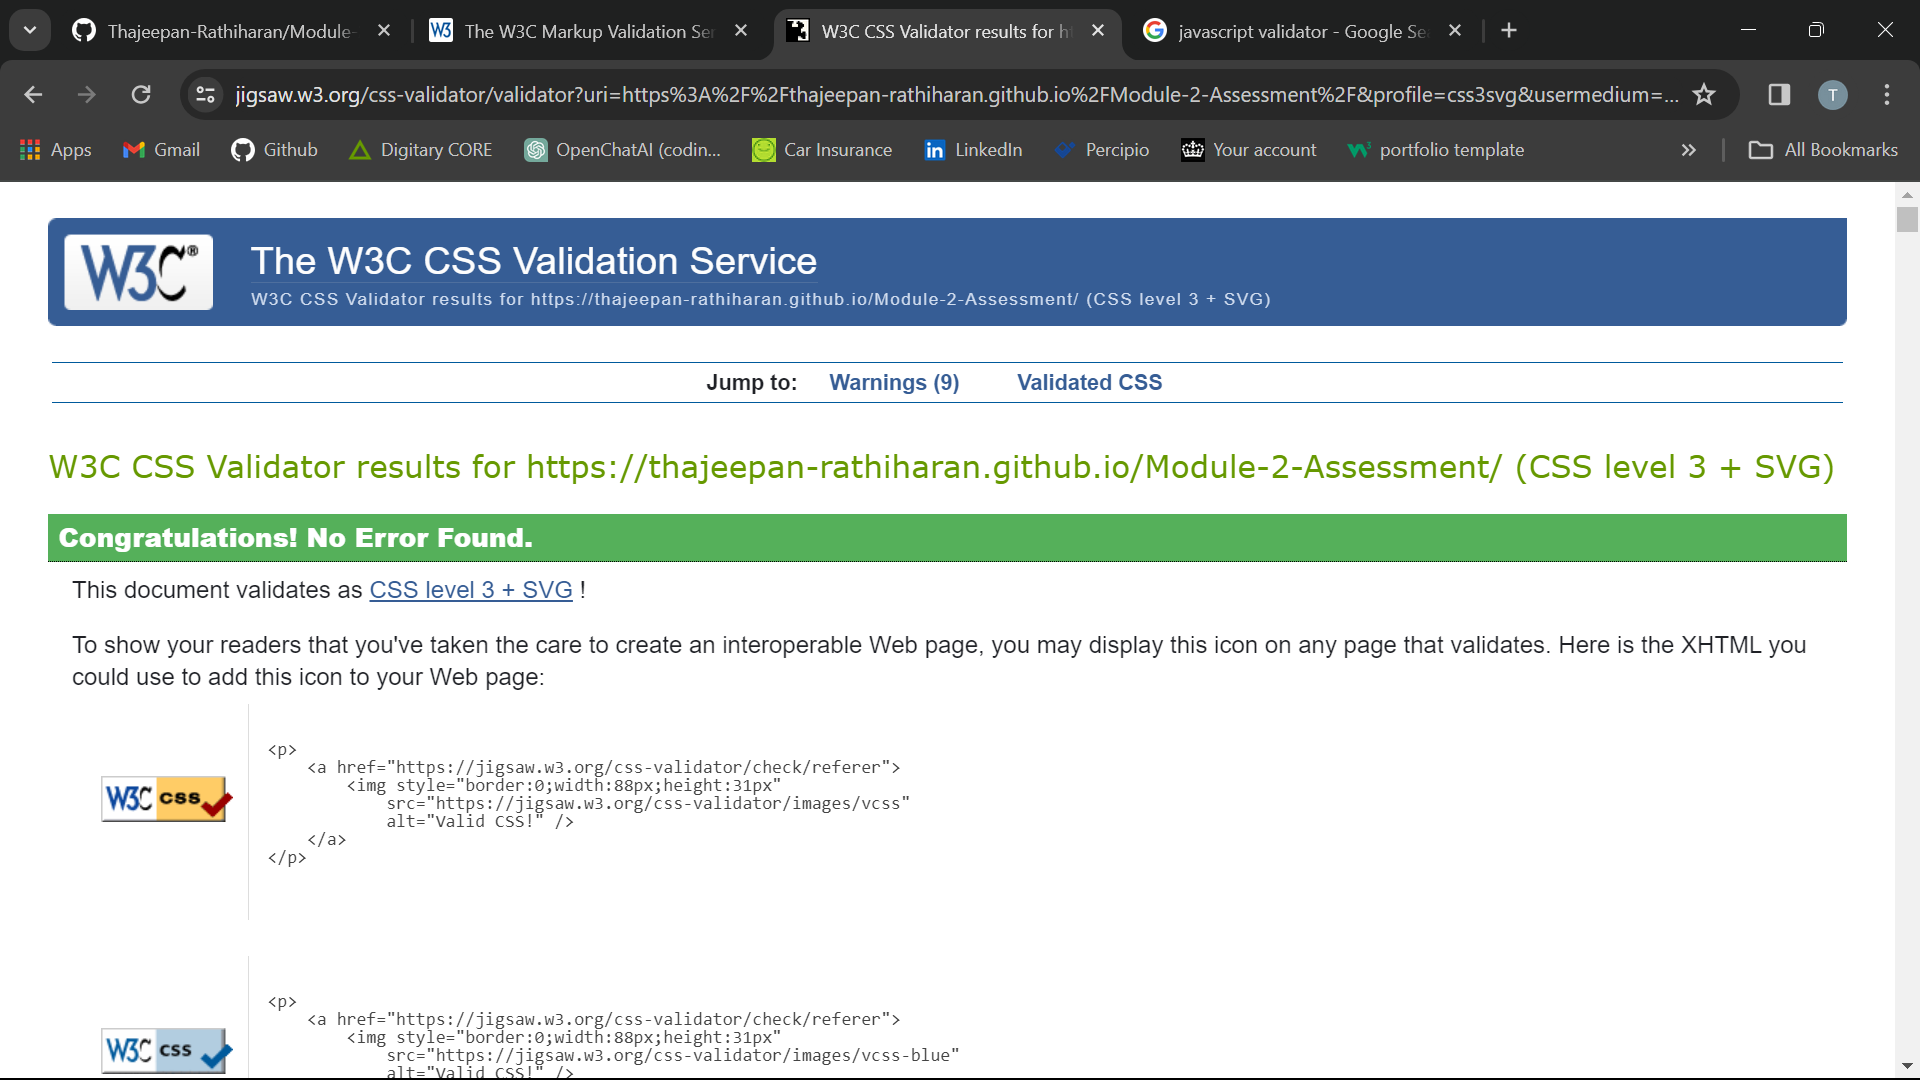 Thajeepan-Rathiharan/Module-
The W3C Markup Validation Ser
W3C CSS Validator results for ht
javascript validator - Google Se
jigsaw.w3.org/css-validator/validator?uri=https%3A%2F%2Fthajeepan-rathiharan.github.io%2FModule-2-Assessment%2F&profile=css3svg&usermedium=...
T
Apps
Gmail
Github
Digitary CORE
OpenChatAI (codin...
Car Insurance
LinkedIn
Percipio
Your account
portfolio template
All Bookmarks
W3C®
The W3C CSS Validation Service
W3C CSS Validator results for https://thajeepan-rathiharan.github.io/Module-2-Assessment/ (CSS level 3 + SVG)
Jump to: Warnings (9) Validated CSS
W3C CSS Validator results for https://thajeepan-rathiharan.github.io/Module-2-Assessment/ (CSS level 3 + SVG)
Congratulations! No Error Found.
This document validates as CSS level 3 + SVG !
To show your readers that you've taken the care to create an interoperable Web page, you may display this icon on any page that validates. Here is the XHTML you
could use to add this icon to your Web page:
W3C css
<p>
<a href="https://jigsaw.w3.org/css-validator/check/referer">
<img style="border:0;width:88px;height:31px"
src="https://jigsaw.w3.org/css-validator/images/vcss"
alt="Valid CSS!" />
</a>
</p>
W3C css
<p>
<a href="https://jigsaw.w3.org/css-validator/check/referer">
<img style="border:0;width:88px;height:31px"
src="https://jigsaw.w3.org/css-validator/images/vcss-blue"
alt="Valid CSS!" />